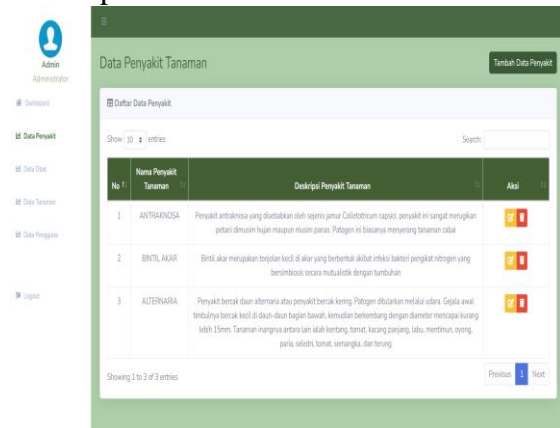 Admin
Administrator
Dashboard
Data Penyakit
Data Obat
Data Tanaman
Data Pengguna
Logout
Data Penyakit Tanaman
Tambah Data Penyakit
Daftar Data Penyakit
Show 10 entries
Search:
No
Nama Penyakit
Tanaman
Deskripsi Penyakit Tanaman
Aksi
1
ANTRAKNOSA
Penyakit antraknosa yang disebabkan oleh sejenis jamur Colletotricum capsici, penyakit ini sangat merugikan
petani dimusim hujan maupun musim panas. Patogen ini biasanya menyerang tanaman cabai
2
BINTIL AKAR
Bintil akar merupakan tonjolan kecil di akar yang berbentuk akibat infeksi bakteri pengikat nitrogen yang
bersimbiosis secara mutualistik dengan tumbuhan
3
ALTERNARIA
Penyakit bercak daun alternaria atau penyakit bercak kering. Patogen ditularkan melalui udara. Gejala awal
timbulnya bercak kecil di daun-daun bagian bawah, kemudian berkembang dengan diameter mencapai kurang
lebih 15mm. Tanaman inangnya antara lain ialah kentang, tomat, kacang panjang, labu, mentimun, oyong,
paria, seledri, tomat, semangka, dan terung
Showing 1 to 3 of 3 entries
Previous 1 Next